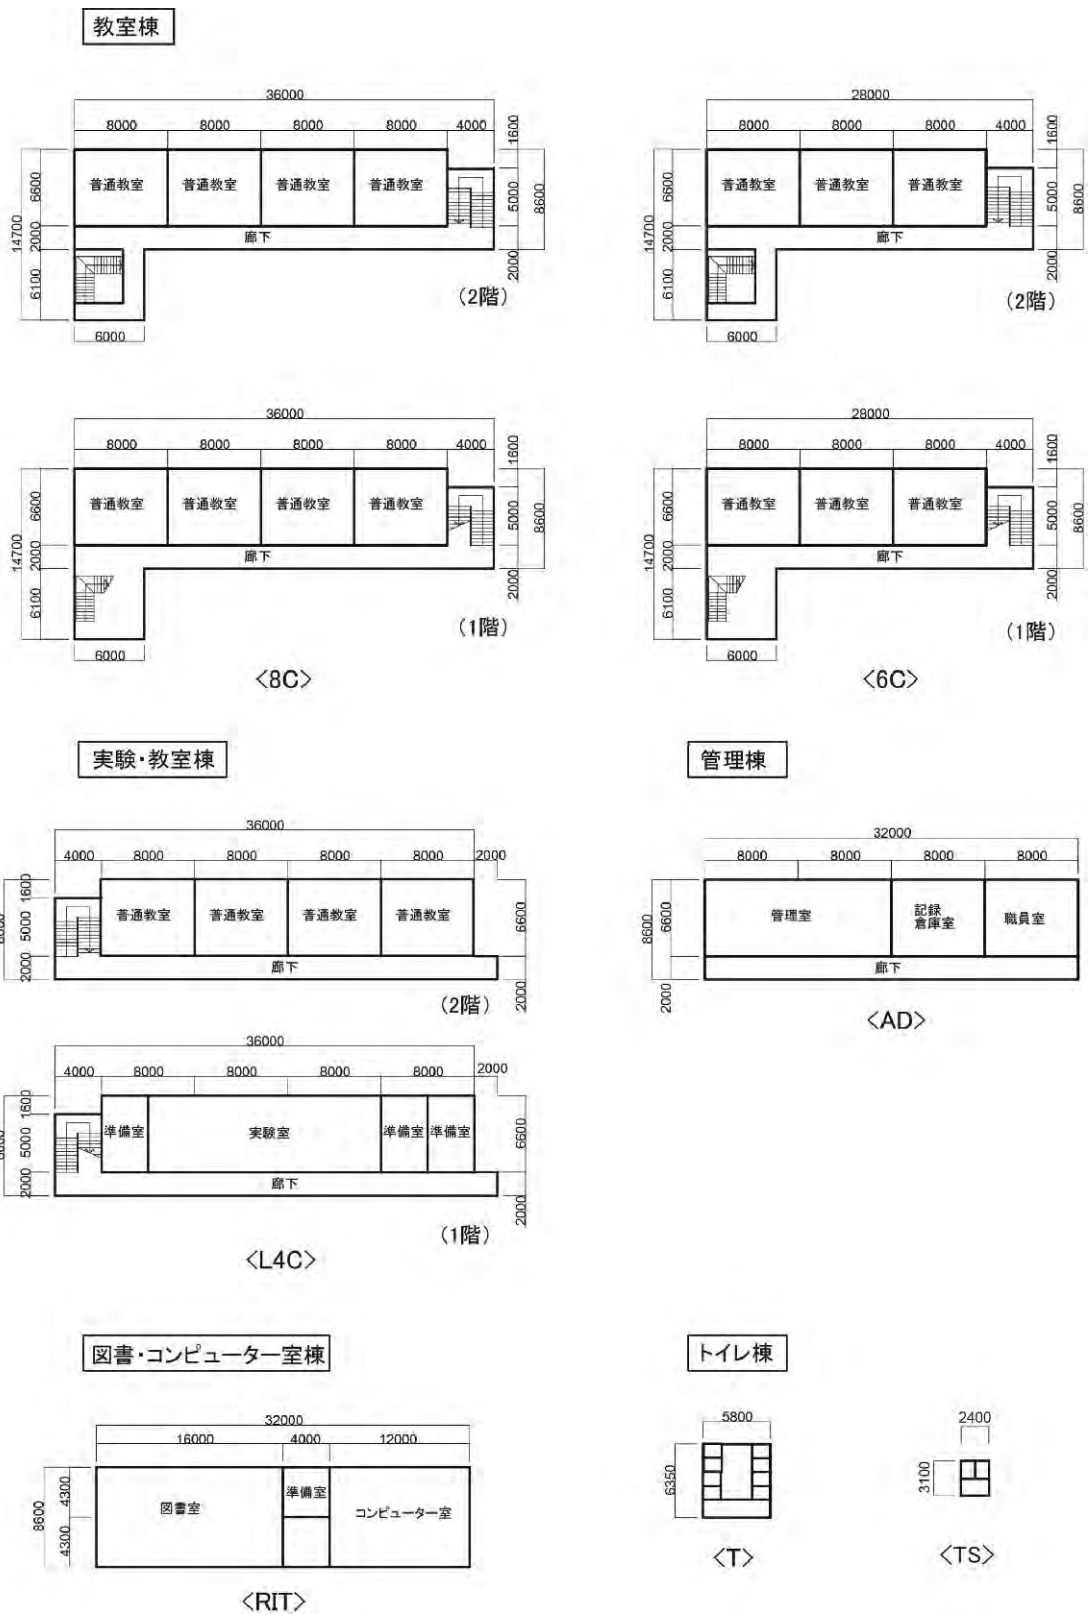 教室棟
36000
8000 8000 8000 8000 4000
1600
6600
5000
8600
14700
2000
6100
2000
普通教室 普通教室 普通教室 普通教室
廊下
(2階)
6000
28000
8000 8000 8000 4000
1600
6600
5000
8600
14700
2000
6100
2000
普通教室 普通教室 普通教室
廊下
(2階)
6000
36000
8000 8000 8000 8000 4000
1600
6600
5000
8600
14700
2000
6100
2000
普通教室 普通教室 普通教室 普通教室
廊下
(1階)
6000
<8C>
28000
8000 8000 8000 4000
1600
6600
5000
8600
14700
2000
6100
2000
普通教室 普通教室 普通教室
廊下
(1階)
6000
<6C>
実験・教室棟
36000
4000 8000 8000 8000 8000 2000
1600
5000
2000
6600
2000
普通教室 普通教室 普通教室 普通教室
廊下
(2階)
36000
4000 8000 8000 8000 8000 2000
1600
5000
2000
6600
2000
準備室 実験室 準備室 準備室
廊下
(1階)
<L4C>
管理棟
32000
8000 8000 8000 8000
8600
6600
2000
管理室
記録
倉庫室
職員室
廊下
<AD>
図書・コンピューター室棟
32000
16000 4000 12000
8600
4300
4300
図書室
準備室
コンピューター室
<RIT>
トイレ棟
5800
6350
<T>
2400
3100
<TS>